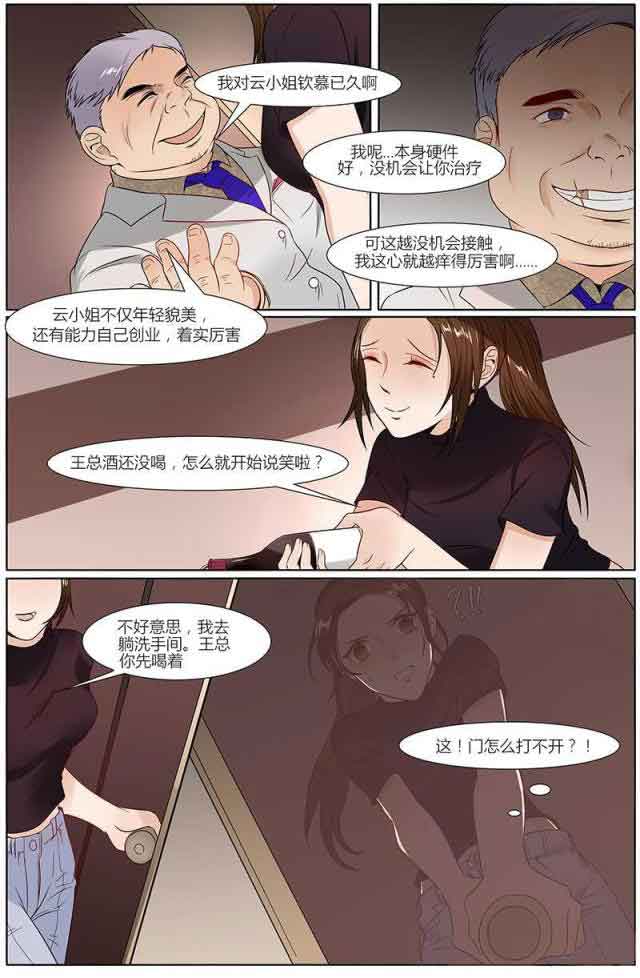 我对云小姐钦慕已久啊
我呢...本身硬件
好，没机会让你治疗
可这越没机会接触，
我这心就越痒得厉害啊……
云小姐不仅年轻貌美，
还有能力自己创业，着实厉害
王总酒还没喝，怎么就开始说笑啦？
不好意思，我去
躺洗手间。王总
你先喝着
?!!
这！门怎么打不开？！